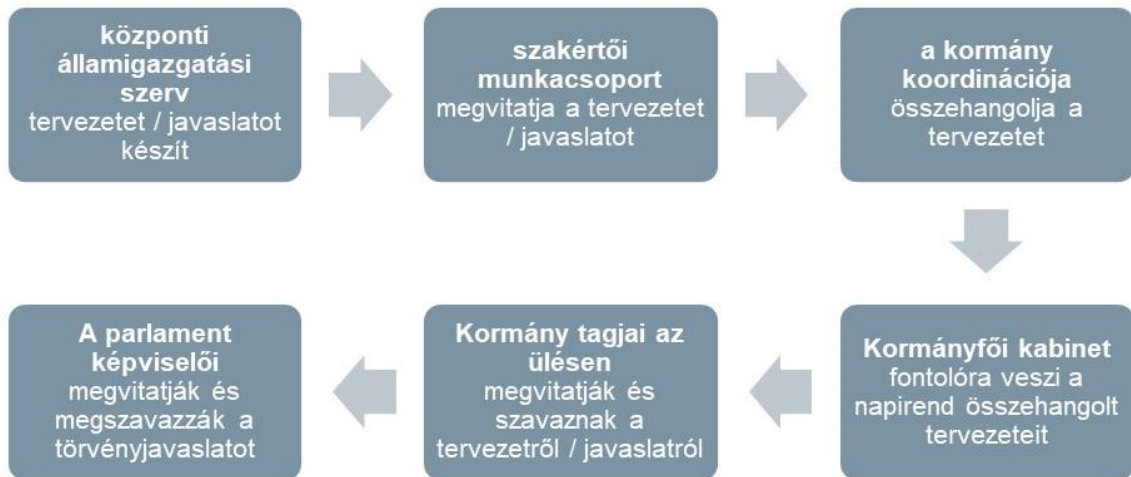 központi
államigazgatási
szerv
tervezetet / javaslatot
készít
szakértői
munkacsoport
megvitatja a tervezetet
/ javaslatot
a kormány
koordinációja
összehangolja a
tervezetet
Kormányfői kabinet
fontolóra veszi a
napirend összehangolt
tervezeteit
Kormány tagjai az
ülésen
megvitatják és
szavaznak a
tervezetről / javaslatról
A parlament
képviselői
megvitatják és
megszavazzák a
törvényjavaslatot